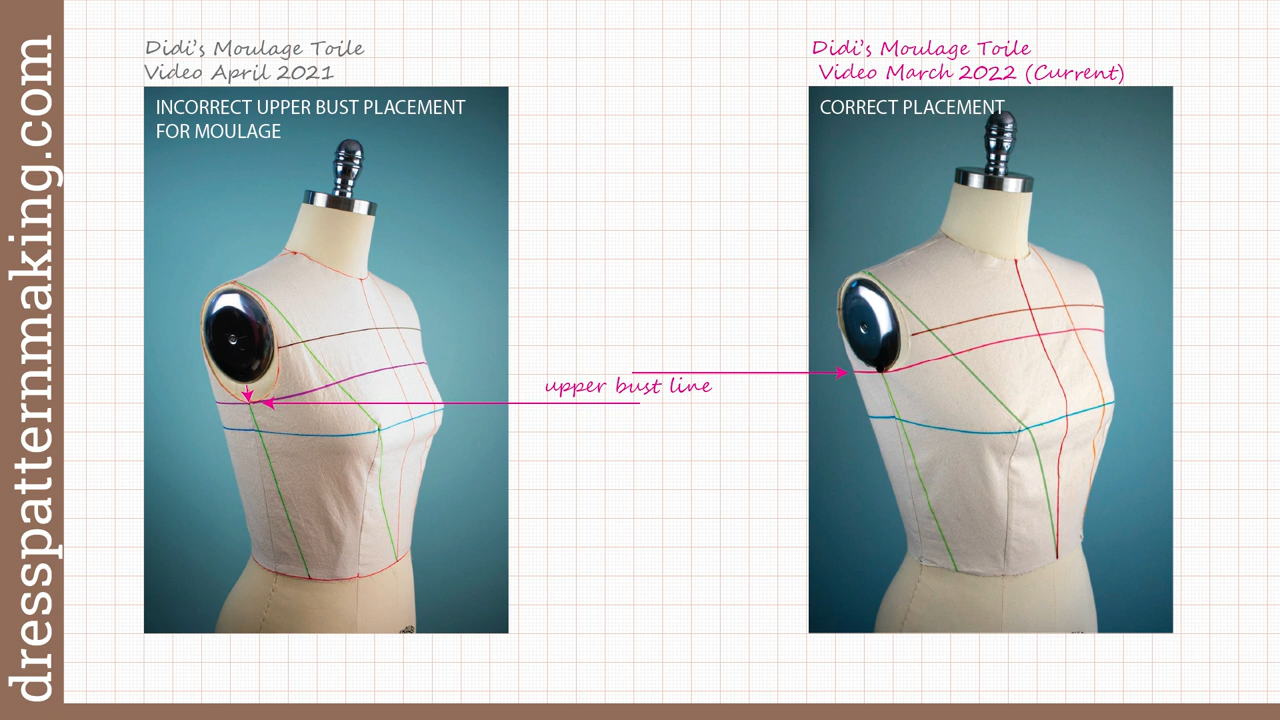 dresspatternmaking.com
Didi's Moulage Toile
Video April 2021
INCORRECT UPPER BUST PLACEMENT
FOR MOULAGE
Didi's Moulage Toile
Video March 2022 (Current)
CORRECT PLACEMENT
upper bust line